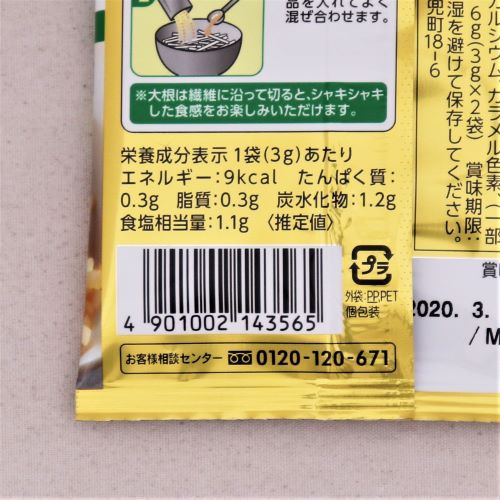 品を入れてよく
混ぜ合わせます。
※大根は繊維に沿って切ると、シャキシャキ
した食感をお楽しみいただけます。
栄養成分表示 1袋(3g)あたり
エネルギー：9kcal たんぱく質：
0.3g 脂質：0.3g 炭水化物：1.2g
食塩相当量：1.1g 〈推定値〉
プラ
外袋：PP,PET
個包装
4 901002 143565
お客様相談センター 0120-120-671
カルシウム、カラメル色素、(一部
6g(3g×2袋) 賞味期限：
湿を避けて保存してください。
兜町18-6
賞
2020. 3.
/ M